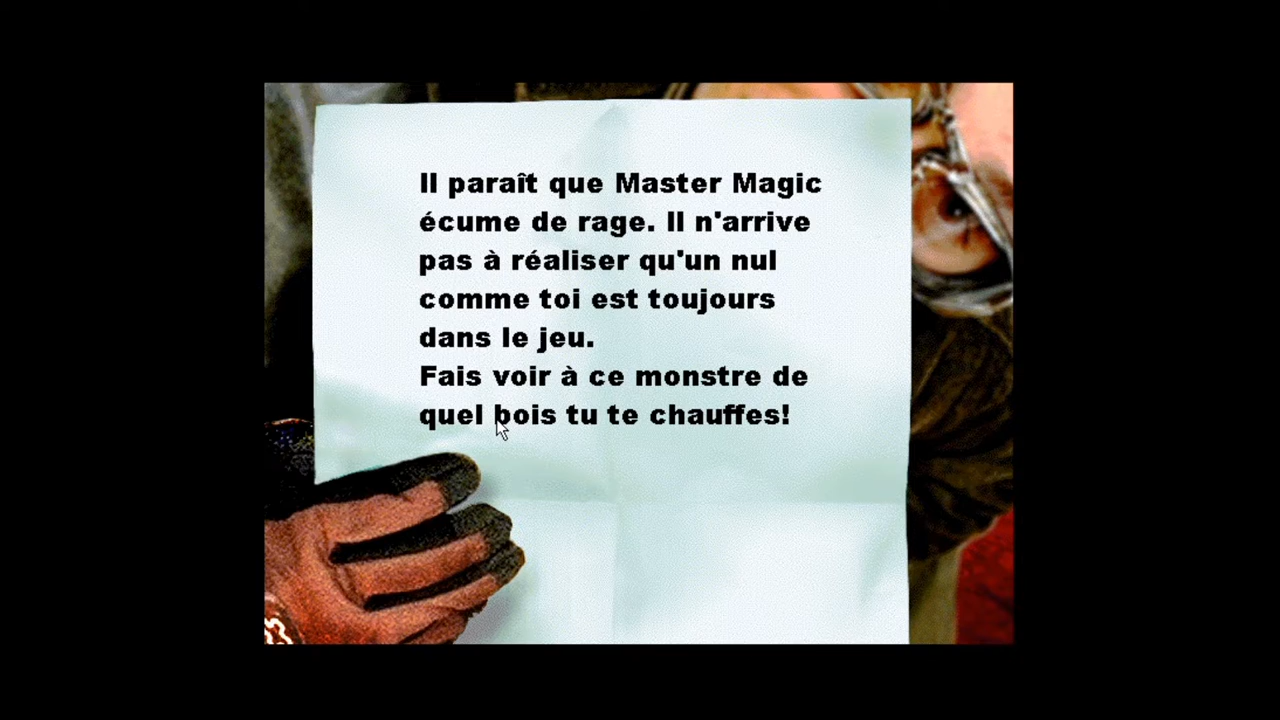 Il paraît que Master Magic
écume de rage. Il n'arrive
pas à réaliser qu'un nul
comme toi est toujours
dans le jeu.
Fais voir à ce monstre de
quel bois tu te chauffes!